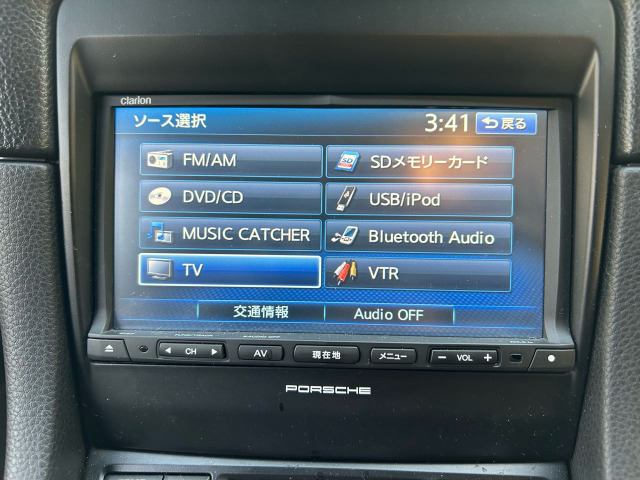 clarion
ソース選択 3:41 戻る
FM/AM SDメモリーカード
DVD/CD USB/iPod
MUSIC CATCHER Bluetooth Audio
TV VTR
交通情報 Audio OFF
CH AV 現在地 メニュー − VOL +
PORSCHE